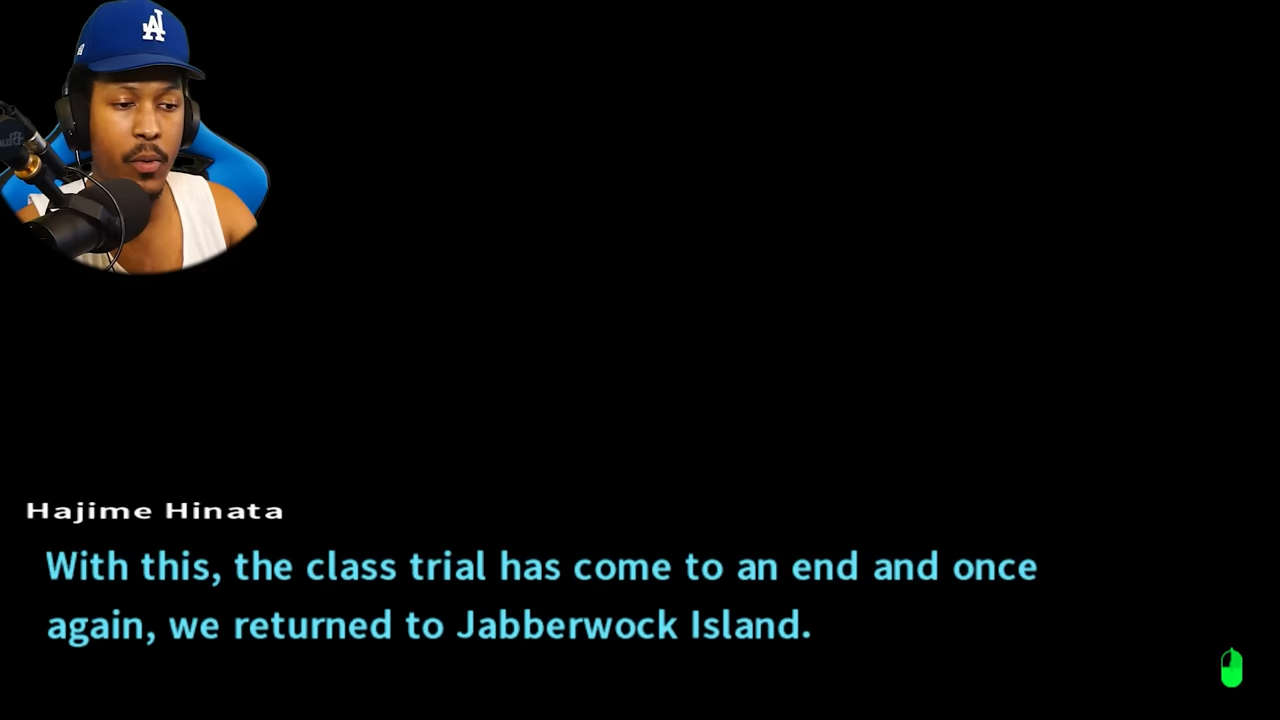 Hajime Hinata
With this, the class trial has come to an end and once
again, we returned to Jabberwock Island.